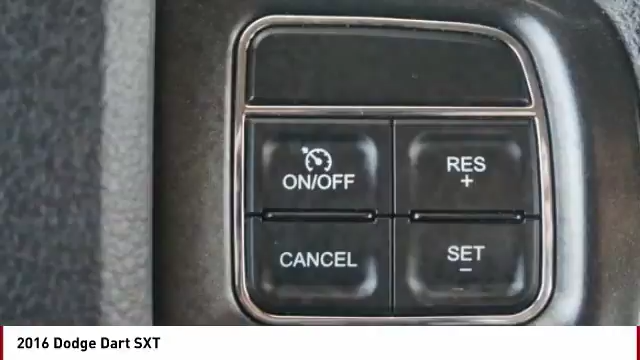 ON/OFF
RES
+
CANCEL
SET
−
2016 Dodge Dart SXT